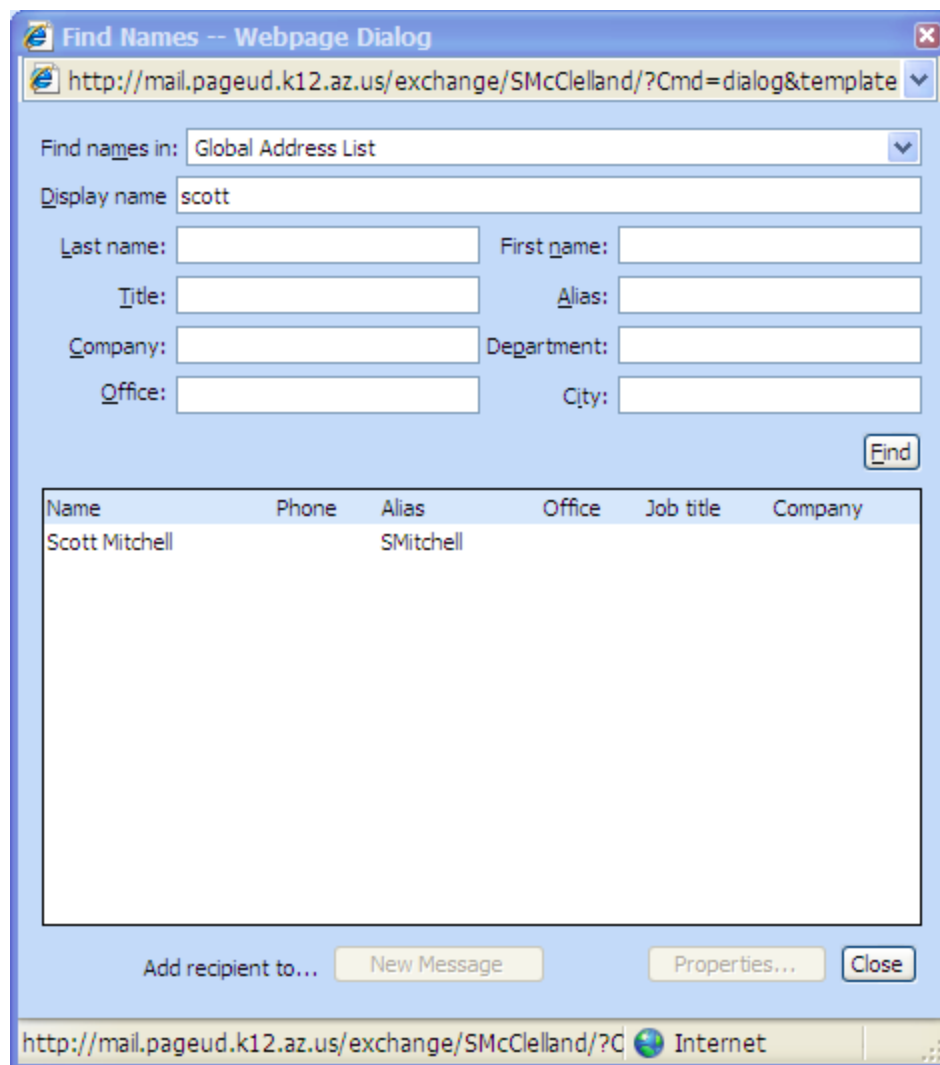 Find Names -- Webpage Dialog
http://mail.pageud.k12.az.us/exchange/SMcClelland/?Cmd=dialog&template
Find names in: Global Address List
Display name scott
Last name: First name:
Title: Alias:
Company: Department:
Office: City:
Find
Name Phone Alias Office Job title Company
Scott Mitchell SMitchell
Add recipient to... New Message Properties... Close
http://mail.pageud.k12.az.us/exchange/SMcClelland/?C Internet